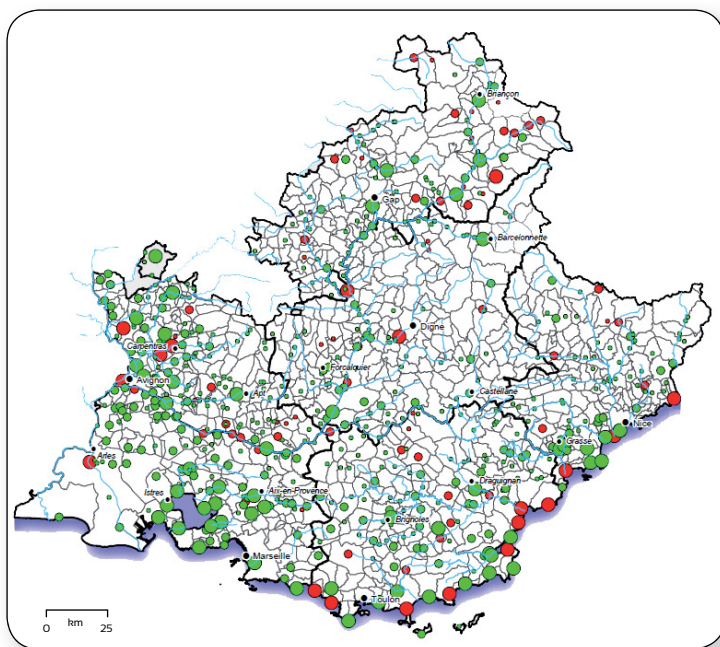 Briançon
Gap
Barcelonnette
Digne
Carpentras
Forcalquier
Avignon
Apt
Castellane
Nice
Grasse
Arles
Draguignan
Istres
Aix-en-Provence
Brignoles
Marseille
Toulon
km
0 25